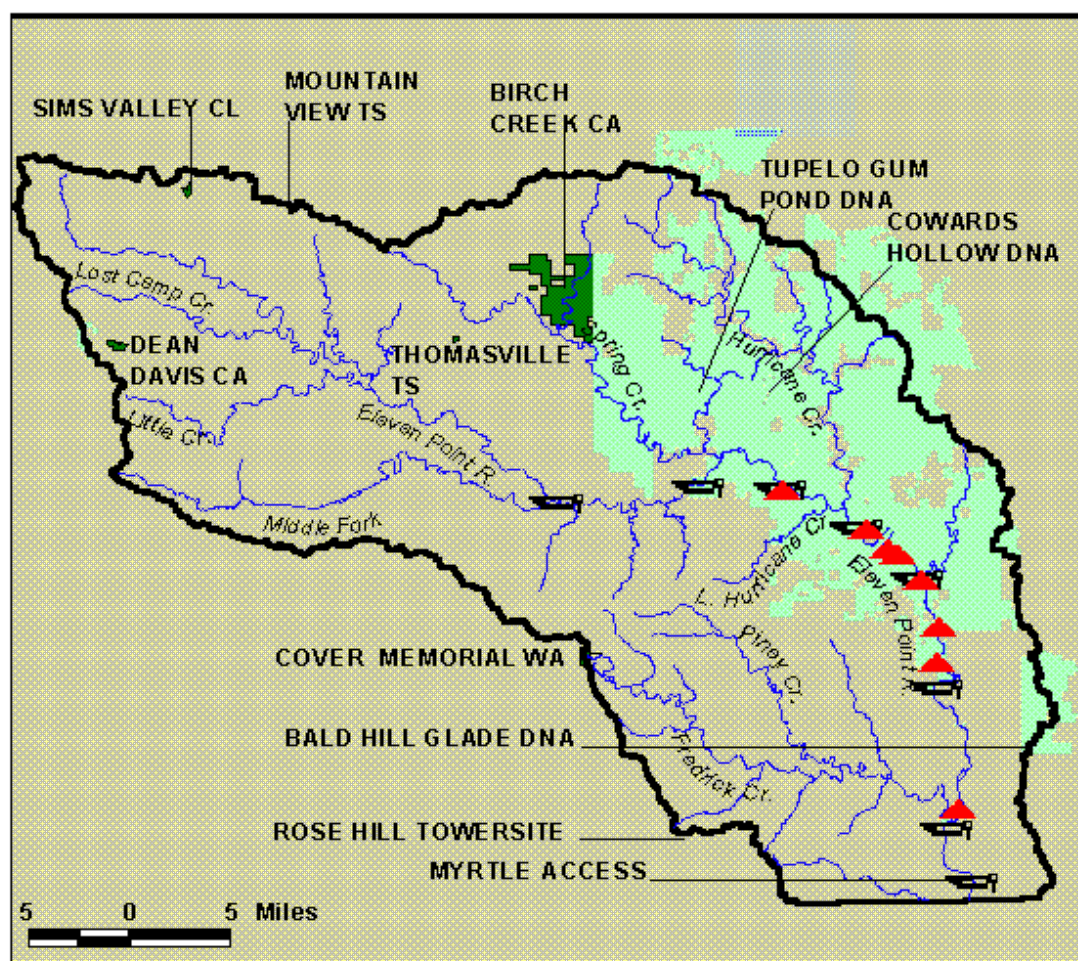 SIMS VALLEY CL
MOUNTAIN
VIEW TS
BIRCH
CREEK CA
TUPELO GUM
POND DNA
COWARDS
HOLLOW DNA
Lost Camp Cr.
DEAN
DAVIS CA
THOMASVILLE
TS
Spring Cr.
Hurricane Cr.
Little Cr.
Eleven Point R.
Middle Fork
L. Hurricane Cr.
Eleven Point R.
COVER MEMORIAL WA
Piney Cr.
BALD HILL GLADE DNA
Fredrick Cr.
ROSE HILL TOWERSITE
MYRTLE ACCESS
5 0 5 Miles